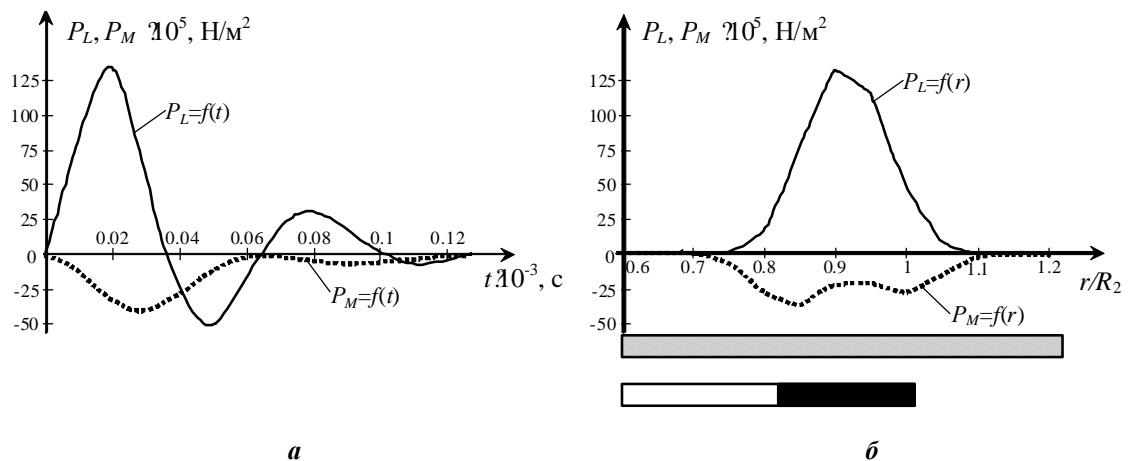 P_L, P_M ?10^5, Н/м^2
125
100
75
50
25
0
-25
-50
P_L=f(t)
0.02 0.04 0.06 0.08 0.1 0.12
t?10^-3, с
P_M=f(t)
а
P_L, P_M ?10^5, Н/м^2
125
100
75
50
25
0
-25
-50
P_L=f(r)
0.6 0.7 0.8 0.9 1 1.1 1.2
r/R_2
P_M=f(r)
б